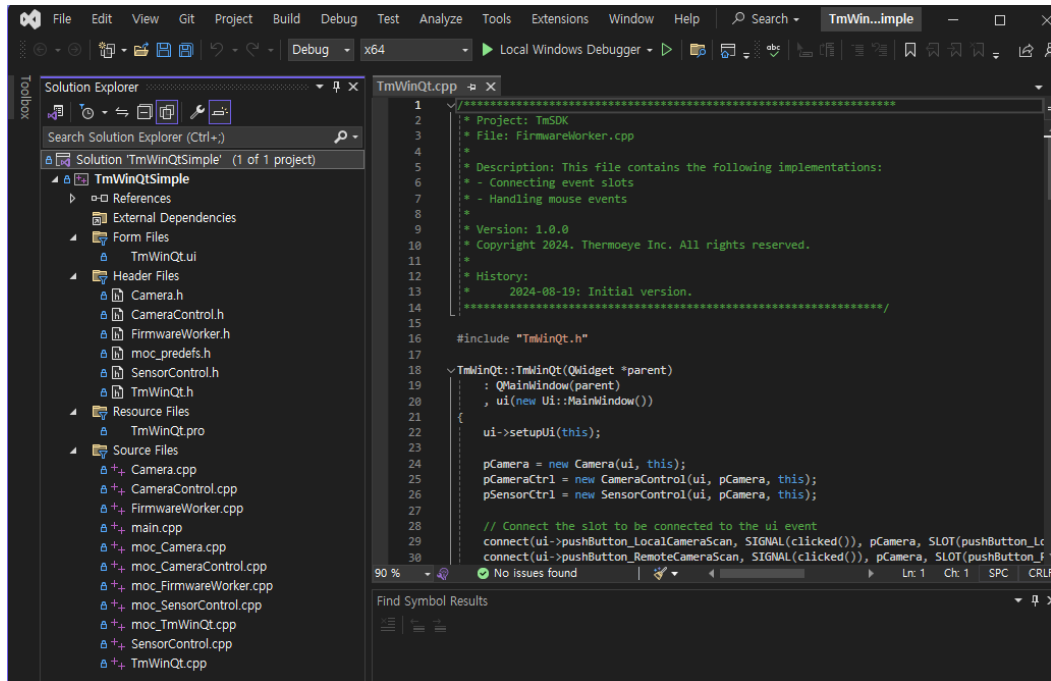 File Edit View Git Project Build Debug Test Analyze Tools Extensions Window Help Search TmWin...imple
Debug x64 Local Windows Debugger
Toolbox
Solution Explorer
Search Solution Explorer (Ctrl+;)
Solution 'TmWinQtSimple' (1 of 1 project)
TmWinQtSimple
References
External Dependencies
Form Files
TmWinQt.ui
Header Files
Camera.h
CameraControl.h
FirmwareWorker.h
moc_predefs.h
SensorControl.h
TmWinQt.h
Resource Files
TmWinQt.pro
Source Files
Camera.cpp
CameraControl.cpp
FirmwareWorker.cpp
main.cpp
moc_Camera.cpp
moc_CameraControl.cpp
moc_FirmwareWorker.cpp
moc_SensorControl.cpp
moc_TmWinQt.cpp
SensorControl.cpp
TmWinQt.cpp
TmWinQt.cpp
1 /******************************************************************
2 * Project: TmSDK
3 * File: FirmwareWorker.cpp
4 *
5 * Description: This file contains the following implementations:
6 * - Connecting event slots
7 * - Handling mouse events
8 *
9 * Version: 1.0.0
10 * Copyright 2024. Thermoeye Inc. All rights reserved.
11 *
12 * History:
13 *      2024-08-19: Initial version.
14 ****************************************************************/
15
16 #include "TmWinQt.h"
17
18 TmWinQt::TmWinQt(QWidget *parent)
19     : QMainWindow(parent)
20     , ui(new Ui::MainWindow())
21 {
22     ui->setupUi(this);
23
24     pCamera = new Camera(ui, this);
25     pCameraCtrl = new CameraControl(ui, pCamera, this);
26     pSensorCtrl = new SensorControl(ui, pCamera, this);
27
28     // Connect the slot to be connected to the ui event
29     connect(ui->pushButton_LocalCameraScan, SIGNAL(clicked()), pCamera, SLOT(pushButton_Lo
30     connect(ui->pushButton_RemoteCameraScan, SIGNAL(clicked()), pCamera, SLOT(pushButton_R
90 % No issues found Ln: 1 Ch: 1 SPC CRLF
Find Symbol Results